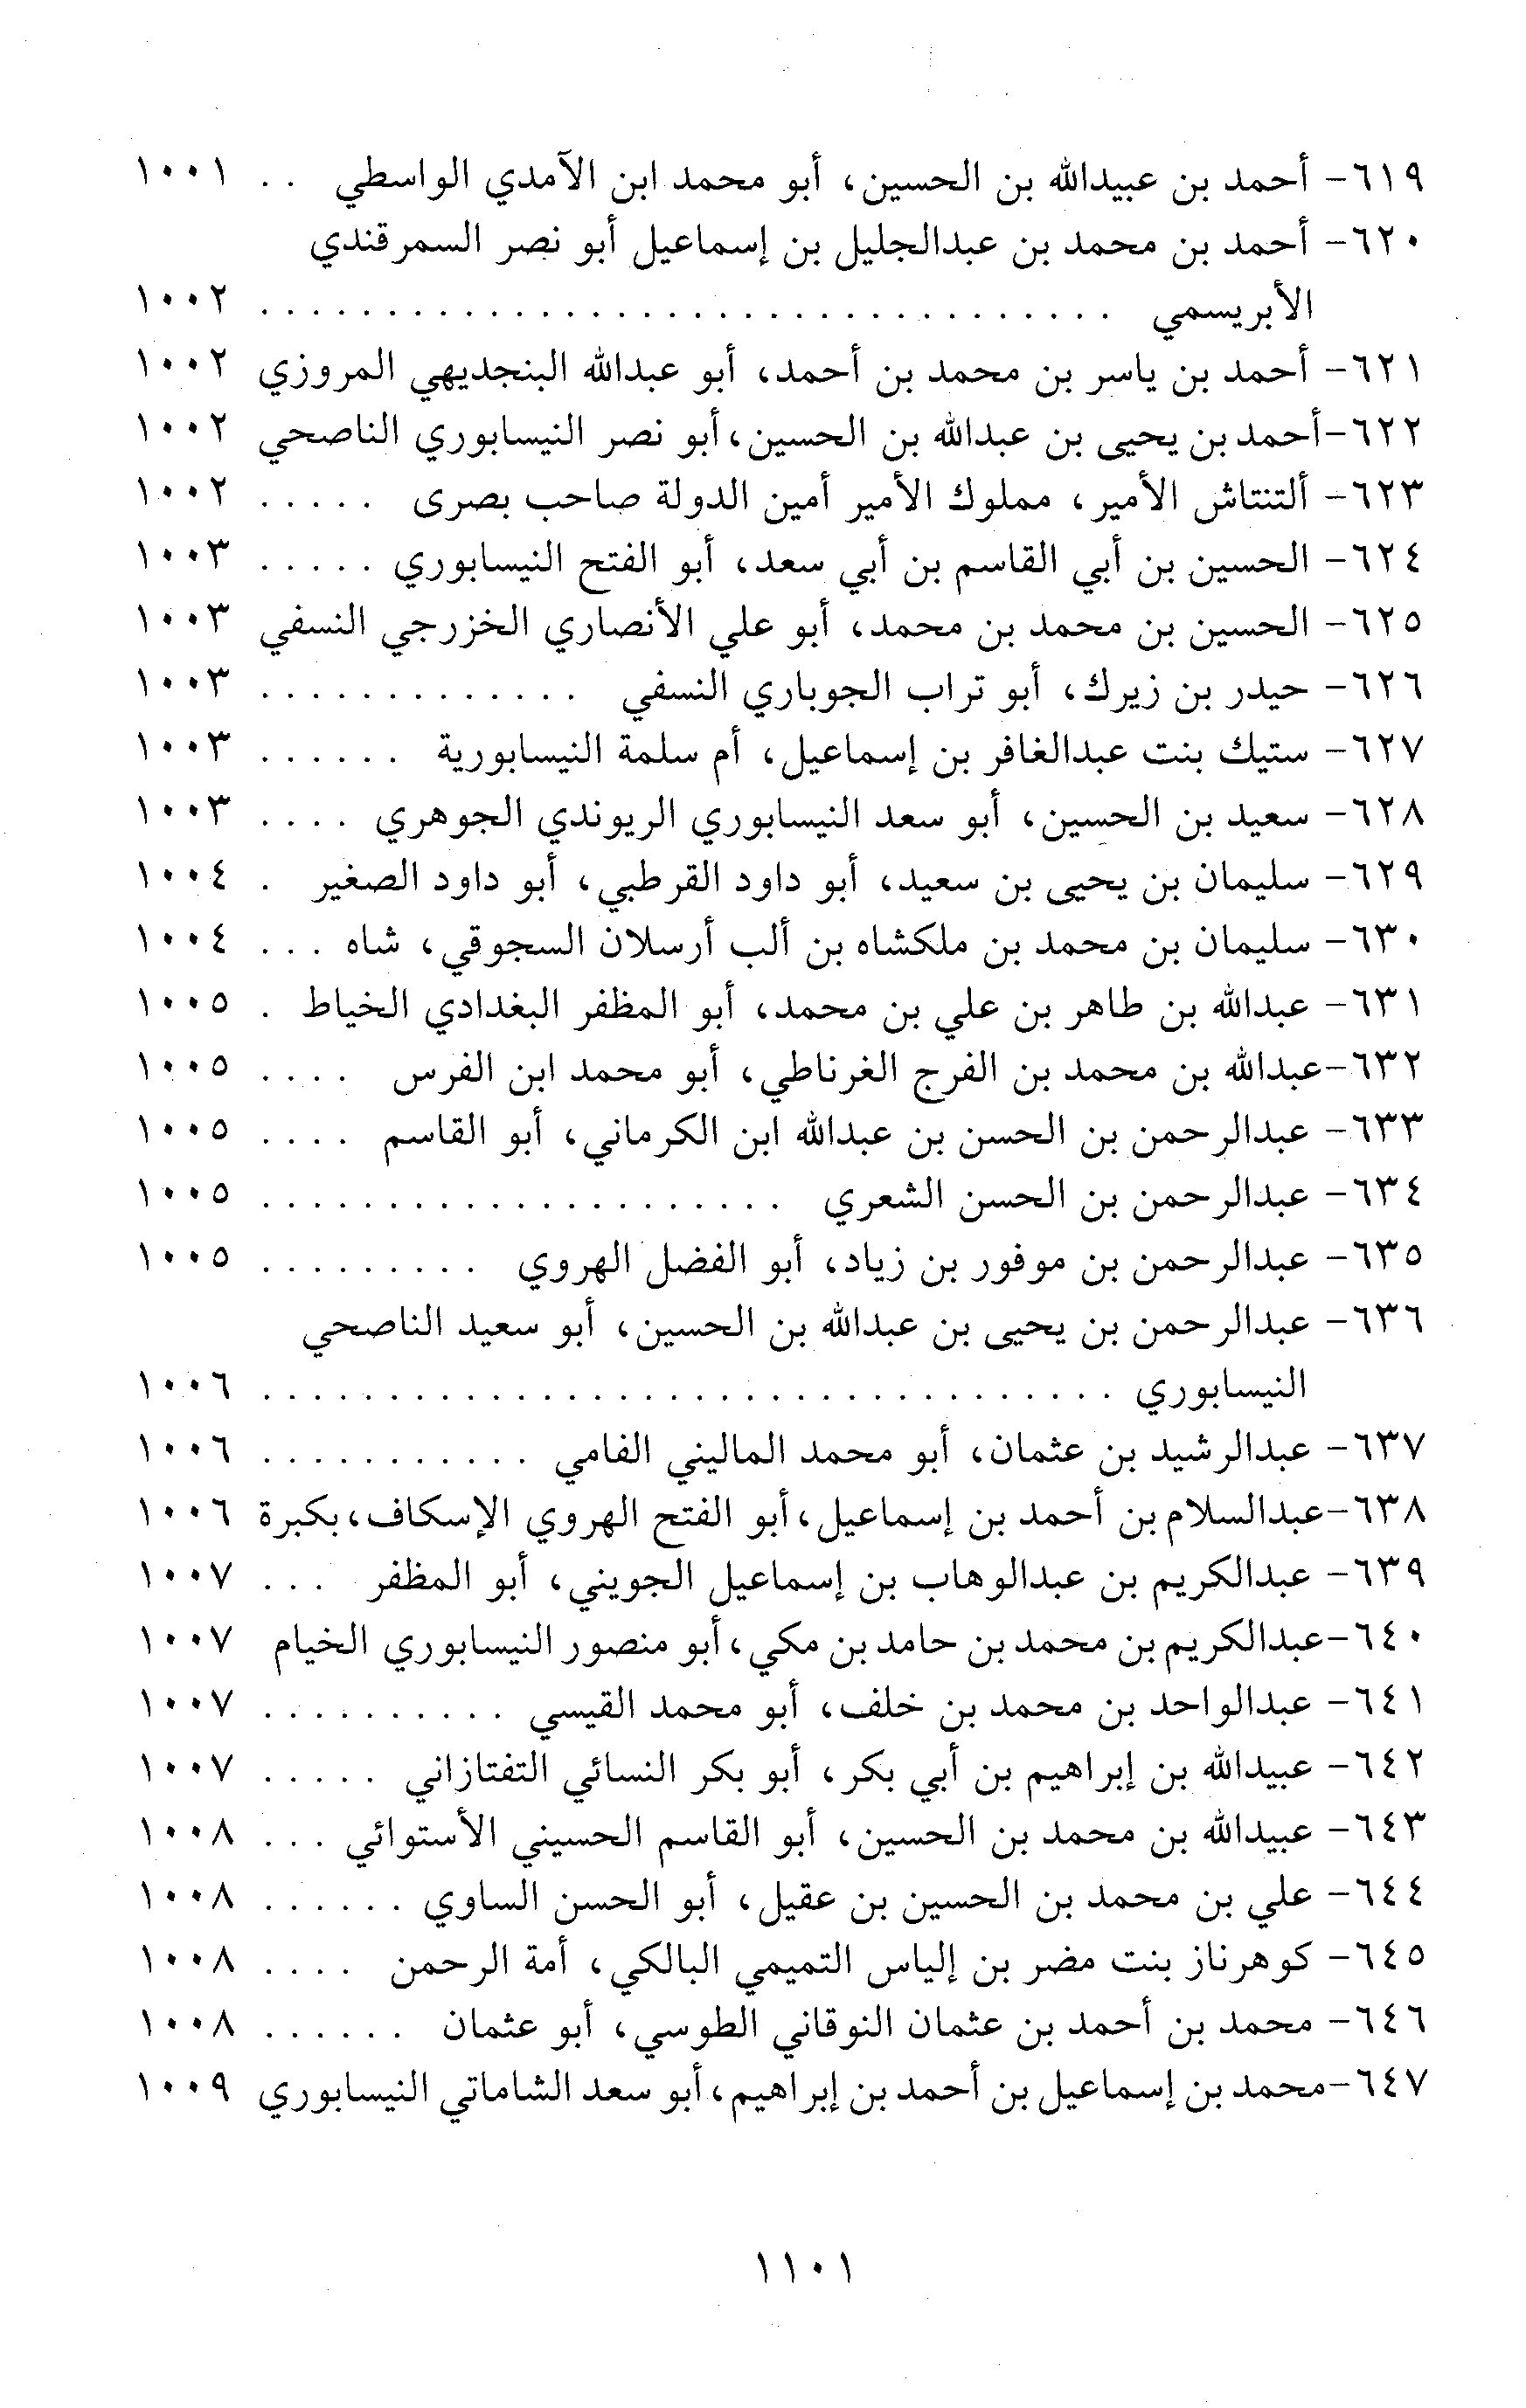 ٦١٩- أحمد بن عبيدالله بن الحسين، أبو محمد ابن الآمدي الواسطي . . ١٠٠١
٦٢٠- أحمد بن محمد بن عبدالجليل بن إسماعيل أبو نصر السمرقندي
الأبريسمي . . . . . . . . . . . . . . . . . . . . . . . . . . . . . . . . . . ١٠٠٢
٦٢١- أحمد بن ياسر بن محمد بن أحمد، أبو عبدالله البنجديهي المروزي ١٠٠٢
٦٢٢-أحمد بن يحيى بن عبدالله بن الحسين، أبو نصر النيسابوري الناصحي ١٠٠٢
٦٢٣- ألتنتاش الأمير، مملوك الأمير أمين الدولة صاحب بصرى . . . . . ١٠٠٢
٦٢٤- الحسين بن أبي القاسم بن أبي سعد، أبو الفتح النيسابوري . . . . . . ١٠٠٣
٦٢٥- الحسين بن محمد بن محمد، أبو علي الأنصاري الخزرجي النسفي ١٠٠٣
٦٢٦- حيدر بن زيرك، أبو تراب الجوباري النسفي . . . . . . . . . . . . . ١٠٠٣
٦٢٧- ستيك بنت عبدالغافر بن إسماعيل، أم سلمة النيسابورية . . . . . . ١٠٠٣
٦٢٨- سعيد بن الحسين، أبو سعد النيسابوري الريوندي الجوهري . . . . ١٠٠٣
٦٢٩- سليمان بن يحيى بن سعيد، أبو داود القرطبي، أبو داود الصغير . ١٠٠٤
٦٣٠- سليمان بن محمد بن ملكشاه بن ألب أرسلان السجوقي، شاه . . . ١٠٠٤
٦٣١- عبدالله بن طاهر بن علي بن محمد، أبو المظفر البغدادي الخياط . ١٠٠٥
٦٣٢-عبدالله بن محمد بن الفرج الغرناطي، أبو محمد ابن الفرس . . . . ١٠٠٥
٦٣٣- عبدالرحمن بن الحسن بن عبدالله ابن الكرماني، أبو القاسم . . . . ١٠٠٥
٦٣٤- عبدالرحمن بن الحسن الشعري . . . . . . . . . . . . . . . . . . . . . ١٠٠٥
٦٣٥- عبدالرحمن بن موفور بن زياد، أبو الفضل الهروي . . . . . . . . . ١٠٠٥
٦٣٦- عبدالرحمن بن يحيى بن عبدالله بن الحسين، أبو سعيد الناصحي
النيسابوري . . . . . . . . . . . . . . . . . . . . . . . . . . . . . . . . . . ١٠٠٦
٦٣٧- عبدالرشيد بن عثمان، أبو محمد الماليني الفامي . . . . . . . . . . . ١٠٠٦
٦٣٨-عبدالسلام بن أحمد بن إسماعيل، أبو الفتح الهروي الإسكاف، بكبرة ١٠٠٦
٦٣٩- عبدالكريم بن عبدالوهاب بن إسماعيل الجويني، أبو المظفر . . . ١٠٠٧
٦٤٠-عبدالكريم بن محمد بن حامد بن مكي، أبو منصور النيسابوري الخيام ١٠٠٧
٦٤١- عبدالواحد بن محمد بن خلف، أبو محمد القيسي . . . . . . . . . . ١٠٠٧
٦٤٢- عبيدالله بن إبراهيم بن أبي بكر، أبو بكر النسائي التفتازاني . . . . . ١٠٠٧
٦٤٣- عبيدالله بن محمد بن الحسين، أبو القاسم الحسيني الأستوائي . . . ١٠٠٨
٦٤٤- علي بن محمد بن الحسين بن عقيل، أبو الحسن الساوي . . . . . . ١٠٠٨
٦٤٥- كوهرناز بنت مضر بن إلياس التميمي البالكي، أمة الرحمن . . . . ١٠٠٨
٦٤٦- محمد بن أحمد بن عثمان النوقاني الطوسي، أبو عثمان . . . . . . ١٠٠٨
٦٤٧-محمد بن إسماعيل بن أحمد بن إبراهيم، أبو سعد الشاماتي النيسابوري ١٠٠٩
١١٠١